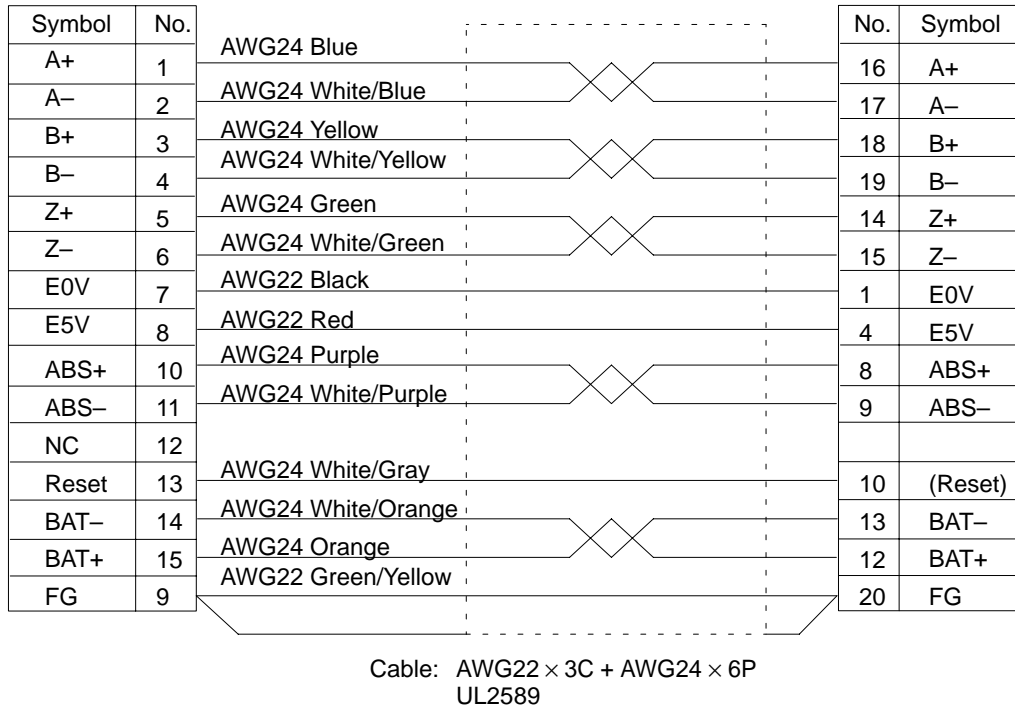 Symbol No. No. Symbol
AWG24 Blue
A+ 1 16 A+
AWG24 White/Blue
A– 2 17 A–
AWG24 Yellow
B+ 3 18 B+
AWG24 White/Yellow
B– 4 19 B–
AWG24 Green
Z+ 5 14 Z+
AWG24 White/Green
Z– 6 15 Z–
AWG22 Black
E0V 7 1 E0V
AWG22 Red
E5V 8 4 E5V
AWG24 Purple
ABS+ 10 8 ABS+
AWG24 White/Purple
ABS– 11 9 ABS–
NC 12
AWG24 White/Gray
Reset 13 10 (Reset)
AWG24 White/Orange
BAT– 14 13 BAT–
AWG24 Orange
BAT+ 15 12 BAT+
AWG22 Green/Yellow
FG 9 20 FG
Cable: AWG22 × 3C + AWG24 × 6P
UL2589